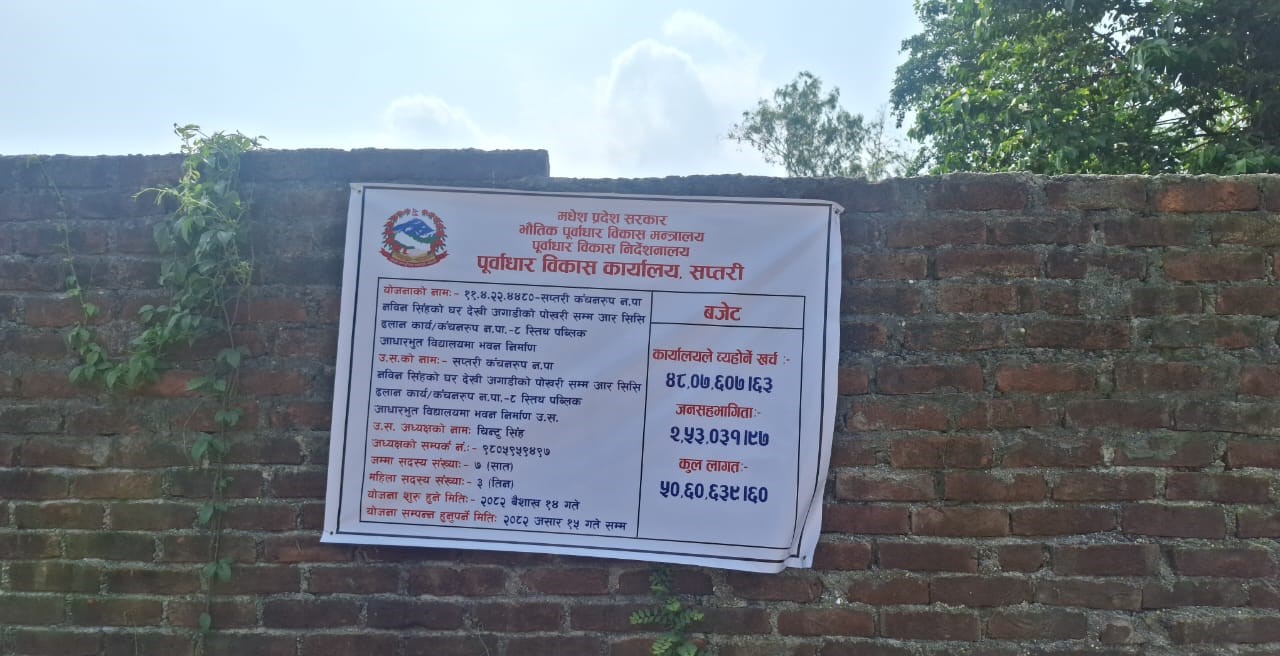 मधेश प्रदेश सरकार
भौतिक पूर्वाधार विकास मन्त्रालय
पूर्वाधार विकास निर्देशनालय
पूर्वाधार विकास कार्यालय, सप्तरी
योजनाको नामः- ११.४.२२.४४८०-सप्तरी कंचनरुप न.पा
नविन सिंहको घर देखी अगाडीको पोखरी सम्म आर सिसि
ढलान कार्य/कंचनरुप न.पा.-८ स्तिथ पब्लिक
आधारभुत विद्यालयमा भवन निर्माण
उ.स.को नामः- सप्तरी कंचनरुप न.पा
नविन सिंहको घर देखी अगाडीको पोखरी सम्म आर सिसि
ढलान कार्य/कंचनरुप न.पा.-८ स्तिथ पब्लिक
आधारभुत विद्यालयमा भवन निर्माण उ.स.
उ.स. अध्यक्षको नामः चिन्टु सिंह
अध्यक्षको सम्पर्क नं.:- ९८०५९५९४९७
जम्मा सदस्य संख्याः- ७ (सात)
महिला सदस्य संख्याः- ३ (तिन)
योजना शुरु हुने मितिः- २०८२ बैशाख १४ गते
योजना सम्पन्न हुनुपर्ने मितिः २०८२ असार १५ गते सम्म
बजेट
कार्यालयले व्यहोर्ने खर्च :-
४८,०७,६०७।६३
जनसहभागिताः-
२,५३,०३१।९७
कुल लागतः-
५०,६०,६३९।६०